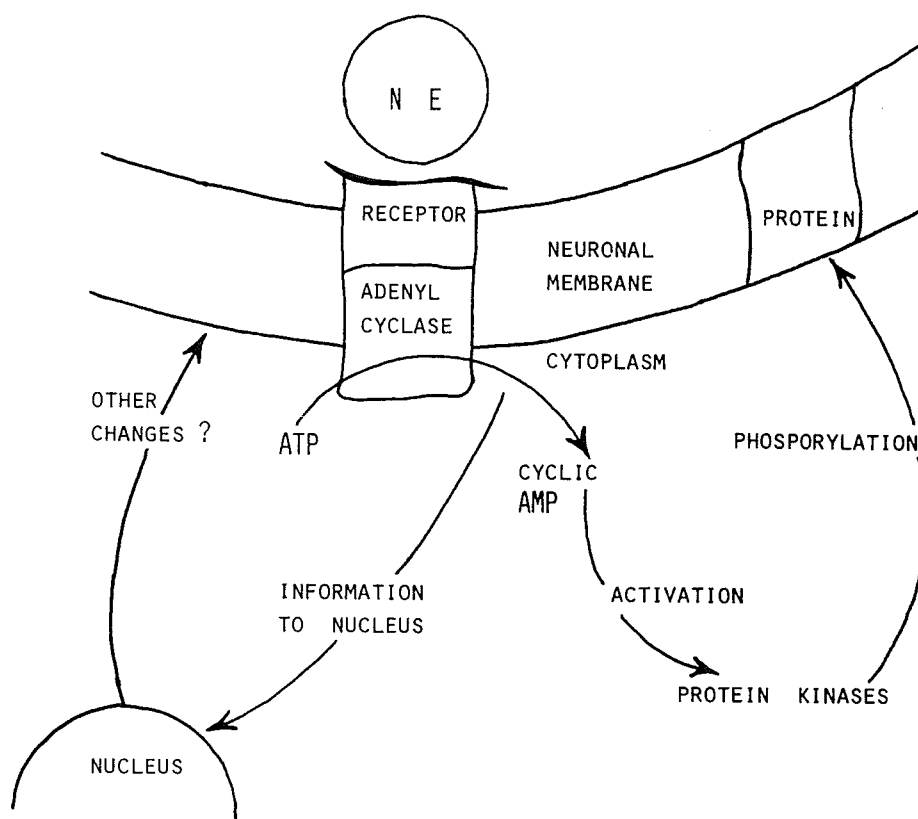 N E
RECEPTOR
PROTEIN
NEURONAL
MEMBRANE
ADENYL
CYCLASE
CYTOPLASM
OTHER
CHANGES ?
ATP
PHOSPORYLATION
CYCLIC
AMP
INFORMATION
TO NUCLEUS
ACTIVATION
PROTEIN KINASES
NUCLEUS